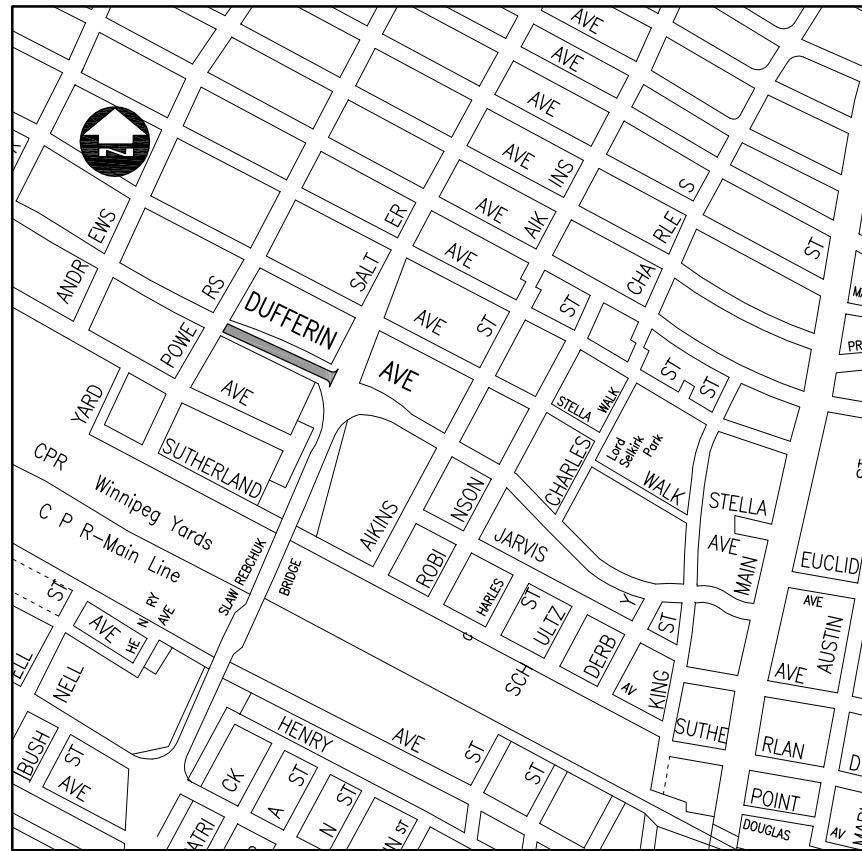 AVE
AVE
AVE
AVE INS
AVE AIK
AVE
S
RLE
CHA
ST
N
EWS
ANDR
ER
SALT
RS
POWE
DUFFERIN
AVE
AVE
ST
ST
ST
ST
PR
AVE
YARD
SUTHERLAND
STELLA WALK
Lord
Selkirk
Park
CHARLES
WALK
STELLA
AVE
MAIN
EUCLID
AVE
CPR Winnipeg Yards
C P R-Main Line
SLAW REBCHUK
BRIDGE
AIKINS
NSON
ROBI
JARVIS
HARLES
ST
ULTZ
SCH
Y
DERB
ST
KING
AV
AVE
AUSTIN
ST
AVE
HE N RY
AVE
ELL
NELL
BUSH
ST
AVE
HENRY AVE ST
ST
CK
ST
A
ST
N
ATRI
ST
SUTHE RLAN D
POINT
DOUGLAS
AV